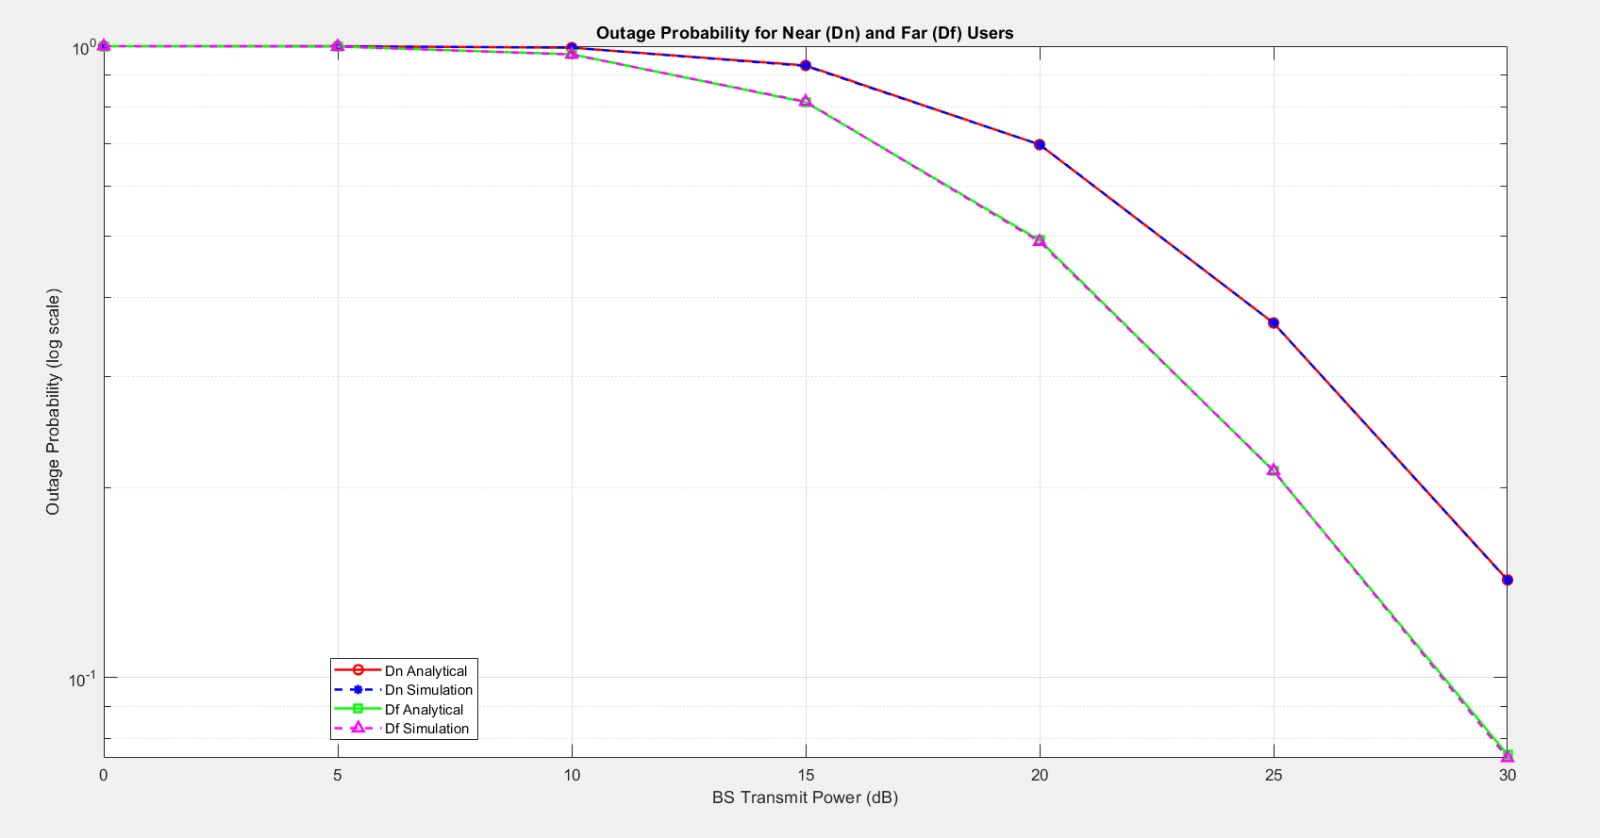 Outage Probability for Near (Dn) and Far (Df) Users
10^0
10^-1
Outage Probability (log scale)
Dn Analytical
Dn Simulation
Df Analytical
Df Simulation
0 5 10 15 20 25 30
BS Transmit Power (dB)